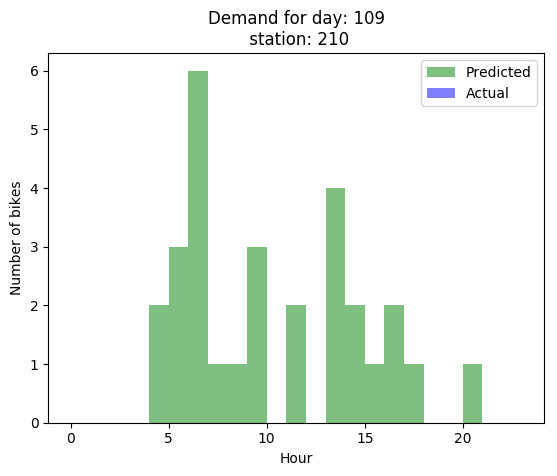 Demand for day: 109
station: 210
Predicted
Actual
Number of bikes
6
5
4
3
2
1
0
0 5 10 15 20
Hour